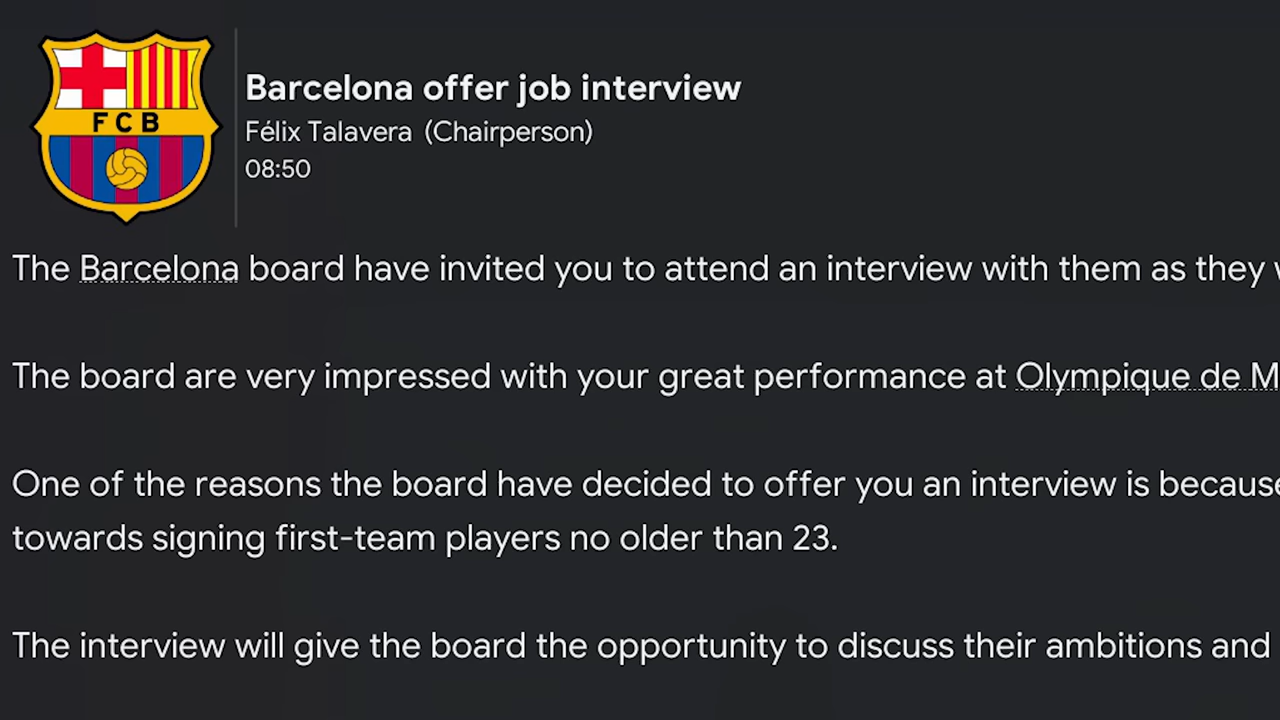 FCB
Barcelona offer job interview
Félix Talavera (Chairperson)
08:50
The Barcelona board have invited you to attend an interview with them as they
The board are very impressed with your great performance at Olympique de M
One of the reasons the board have decided to offer you an interview is because
towards signing first-team players no older than 23.
The interview will give the board the opportunity to discuss their ambitions and